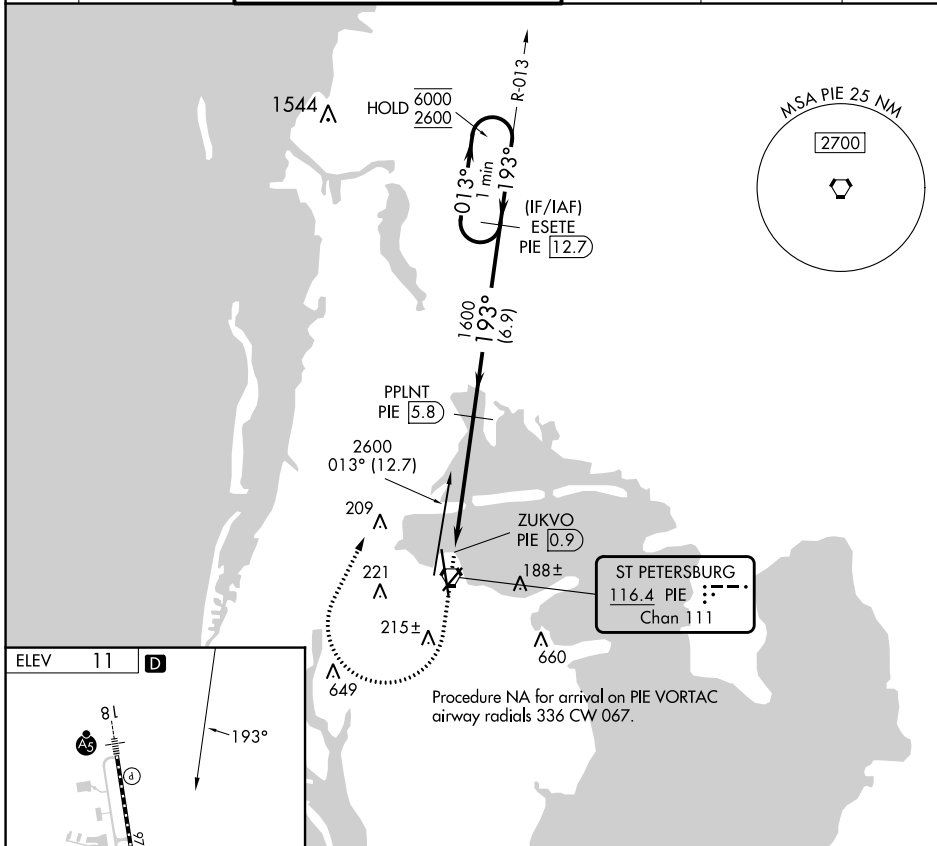 1544
HOLD
6000
2600
R-013
013°
1 min
193°
MSA PIE 25 NM
2700
(IF/IAF)
ESETE
PIE 12.7
1600
193°
(6.9)
PPLNT
PIE 5.8
2600
013° (12.7)
209
ZUKVO
PIE 0.9
221
188±
ST PETERSBURG
116.4 PIE
Chan 111
215±
660
649
Procedure NA for arrival on PIE VORTAC
airway radials 336 CW 067.
ELEV 11 D
18
193°
A5
P
97